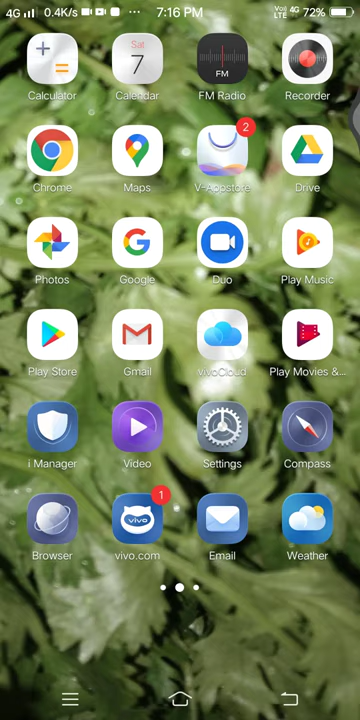 4G 0.4K/s ... 7:16 PM VoD LTE 4G 72%
Sat
7
FM
Calculator Calendar FM Radio Recorder
2
Chrome Maps V-Appstore Drive
Photos Google Duo Play Music
Play Store Gmail vivoCloud Play Movies &...
i Manager Video Settings Compass
vivo 1
Browser vivo.com Email Weather